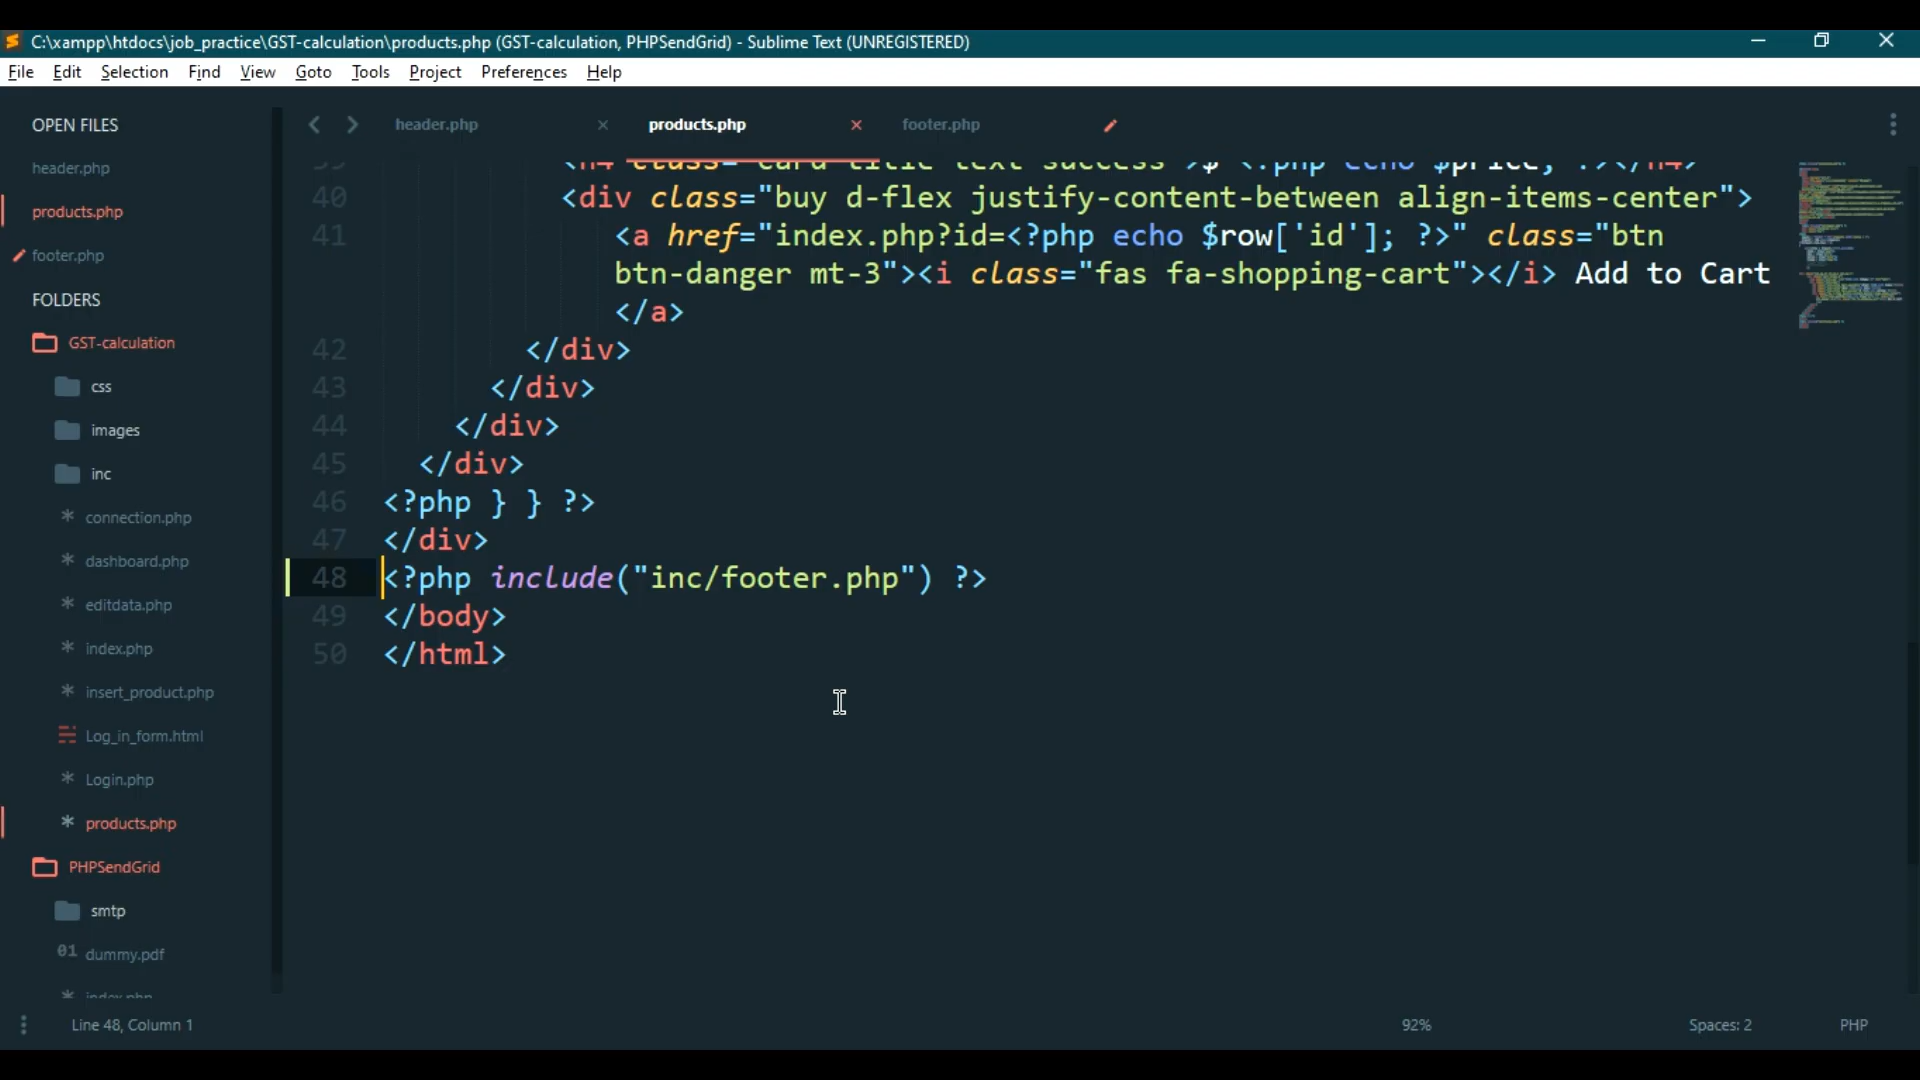 C:\xampp\htdocs\job_practice\GST-calculation\products.php (GST-calculation, PHPSendGrid) - Sublime Text (UNREGISTERED)
File Edit Selection Find View Goto Tools Project Preferences Help
OPEN FILES
header.php
products.php
footer.php
FOLDERS
GST-calculation
css
images
inc
connection.php
dashboard.php
editdata.php
index.php
insert_product.php
Log_in_form.html
Login.php
products.php
PHPSendGrid
smtp
01 dummy.pdf
index.php
header.php products.php footer.php
40 <div class="buy d-flex justify-content-between align-items-center">
41 <a href="index.php?id=<?php echo $row['id']; ?>" class="btn
btn-danger mt-3"><i class="fas fa-shopping-cart"></i> Add to Cart
</a>
42 </div>
43 </div>
44 </div>
45 </div>
46 <?php } } ?>
47 </div>
48 <?php include("inc/footer.php") ?>
49 </body>
50 </html>
Line 48, Column 1 92% Spaces: 2 PHP